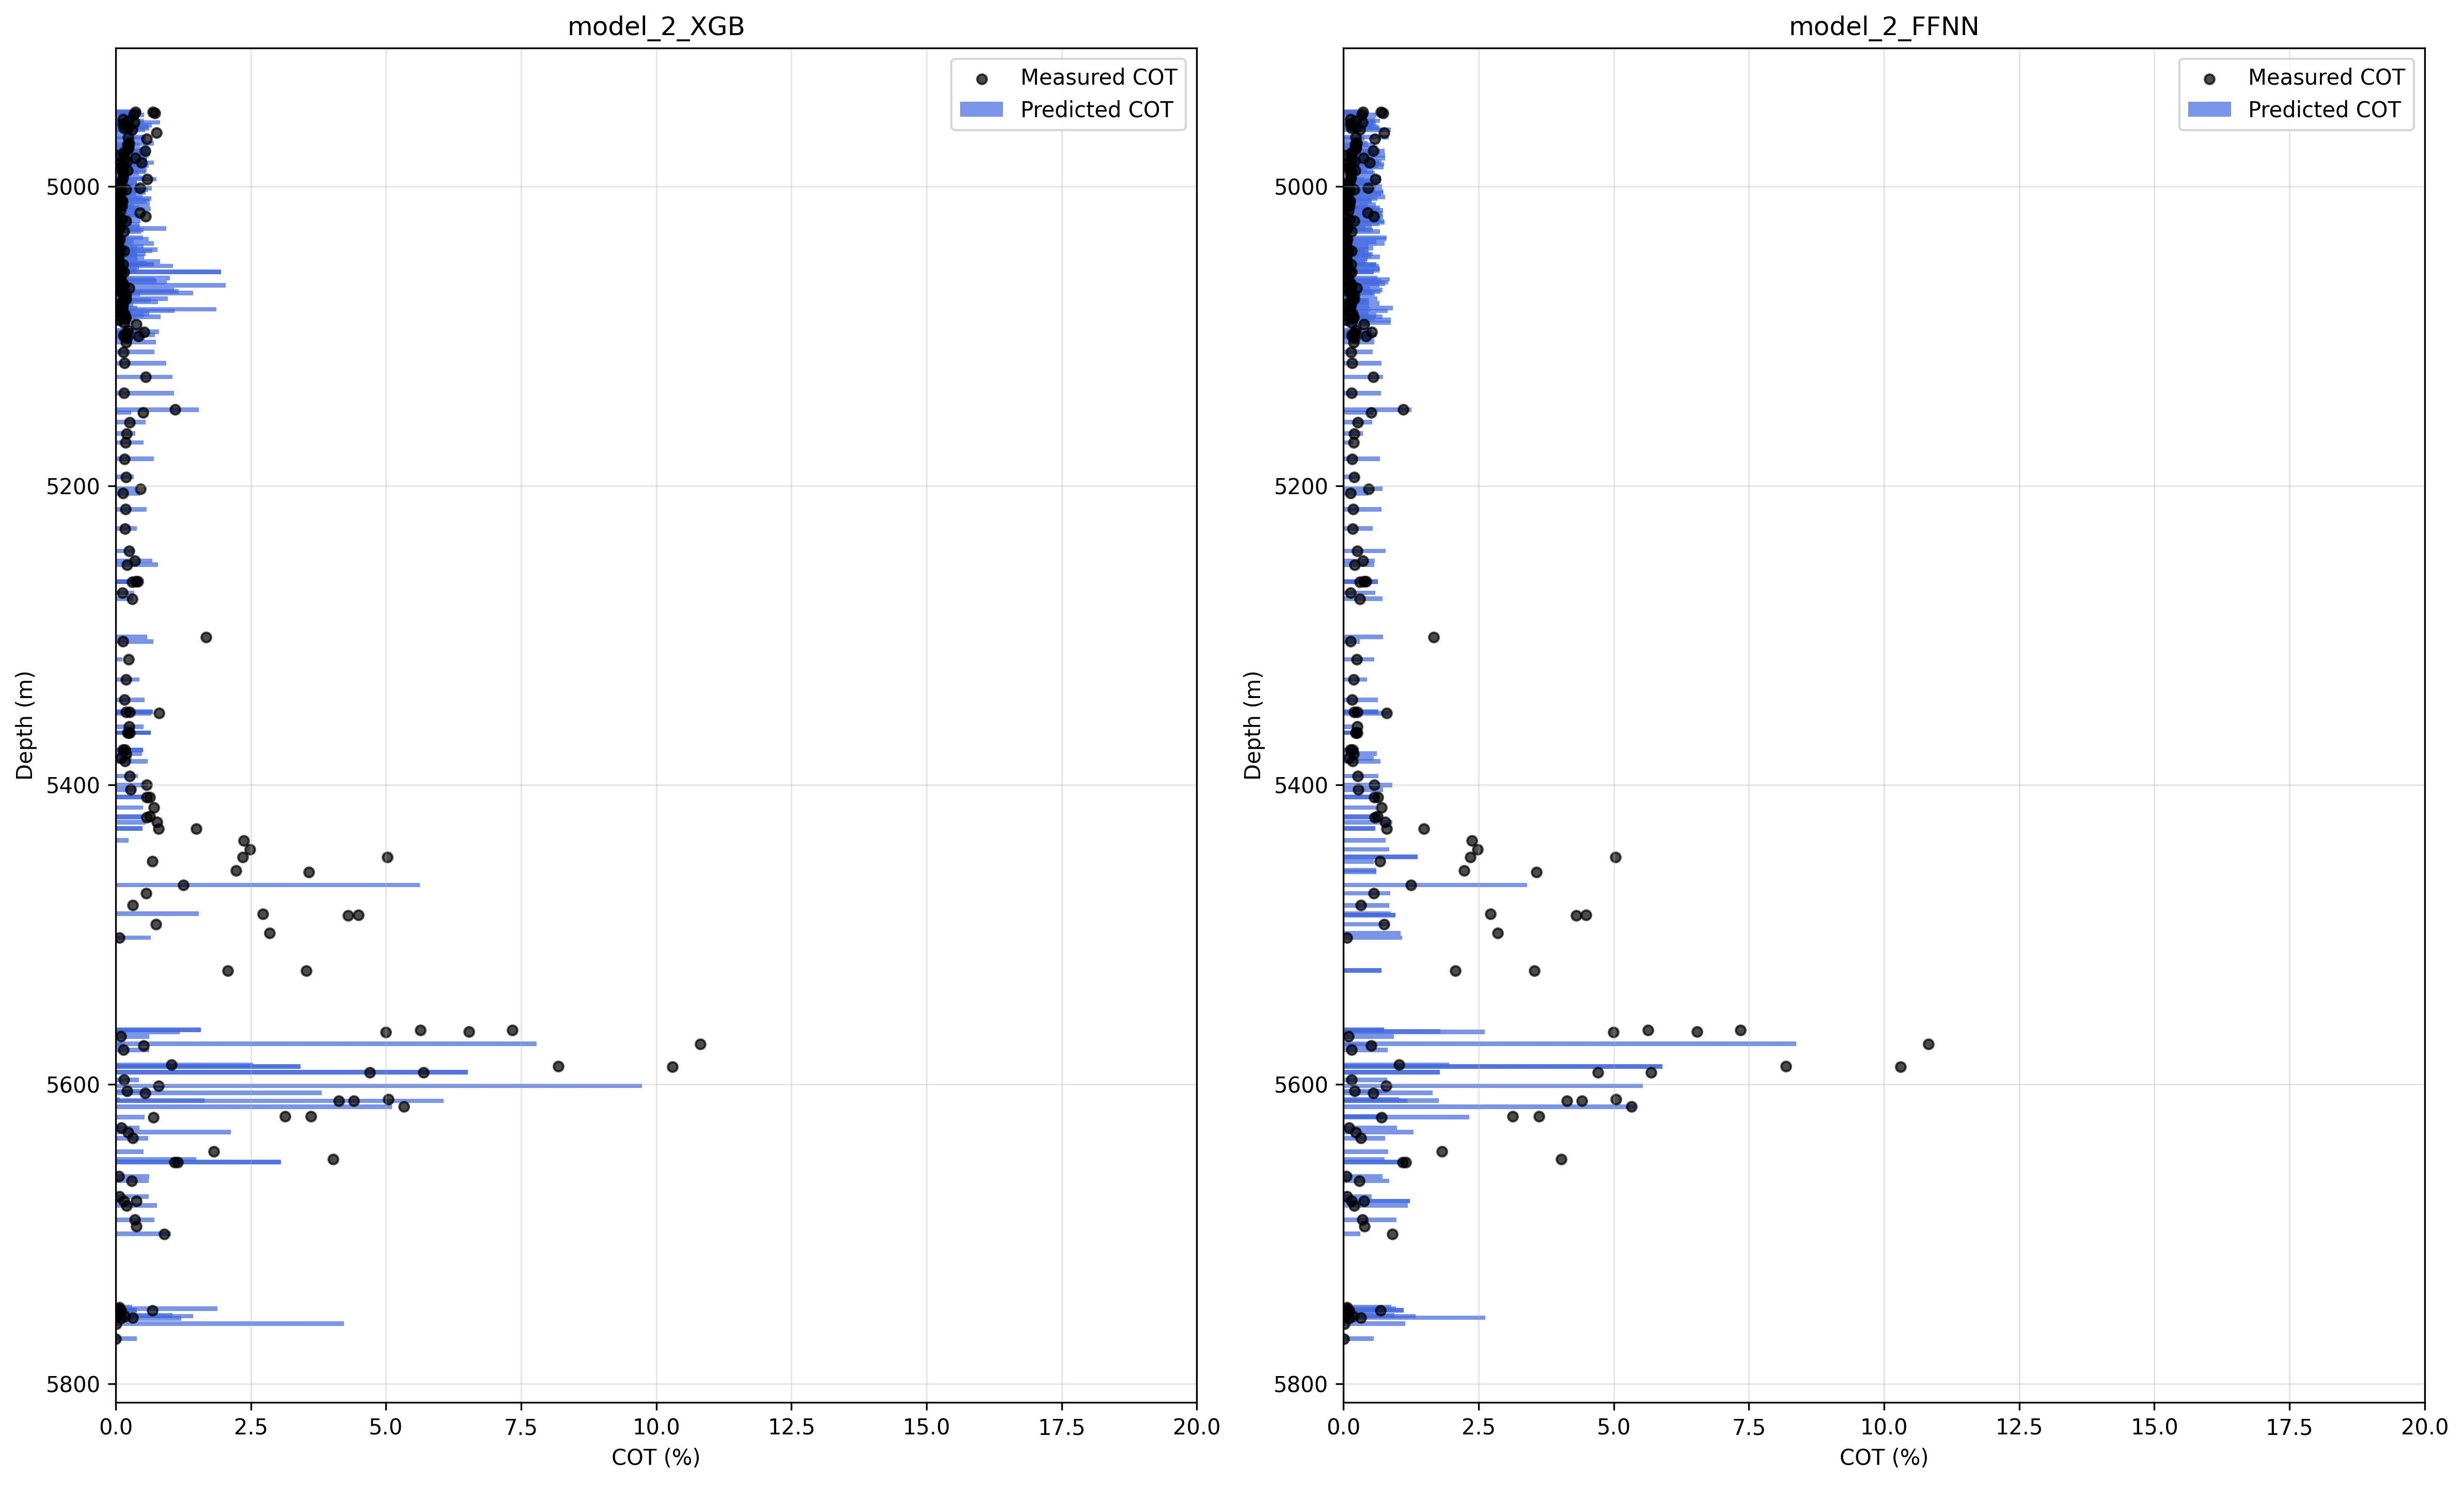 model_2_XGB
Measured COT
Predicted COT
5000
5200
5400
5600
5800
Depth (m)
0.0 2.5 5.0 7.5 10.0 12.5 15.0 17.5 20.0
COT (%)
model_2_FFNN
Measured COT
Predicted COT
5000
5200
5400
5600
5800
Depth (m)
0.0 2.5 5.0 7.5 10.0 12.5 15.0 17.5 20.0
COT (%)